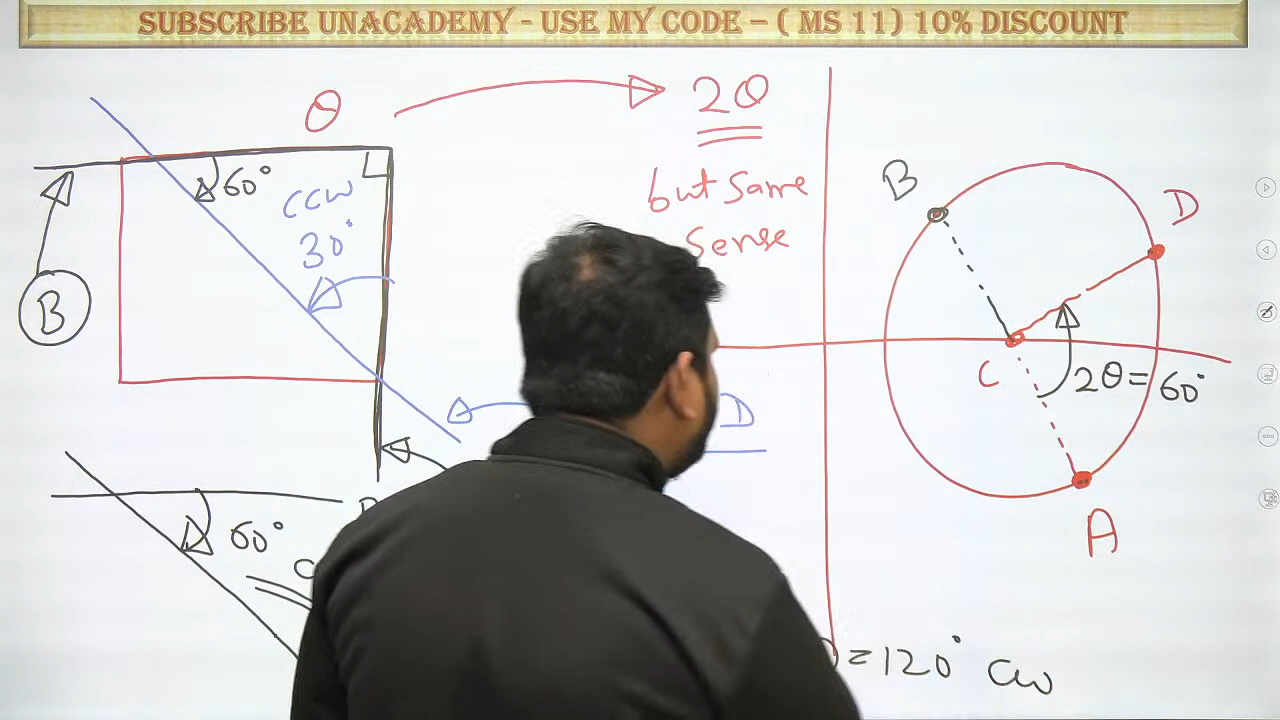 SUBSCRIBE UNACADEMY - USE MY CODE – ( MS 11) 10% DISCOUNT
θ
2θ
but same
sense
60°
CCW
30°
B
D
60°
B
D
C
2θ = 60°
A
= 120° CW